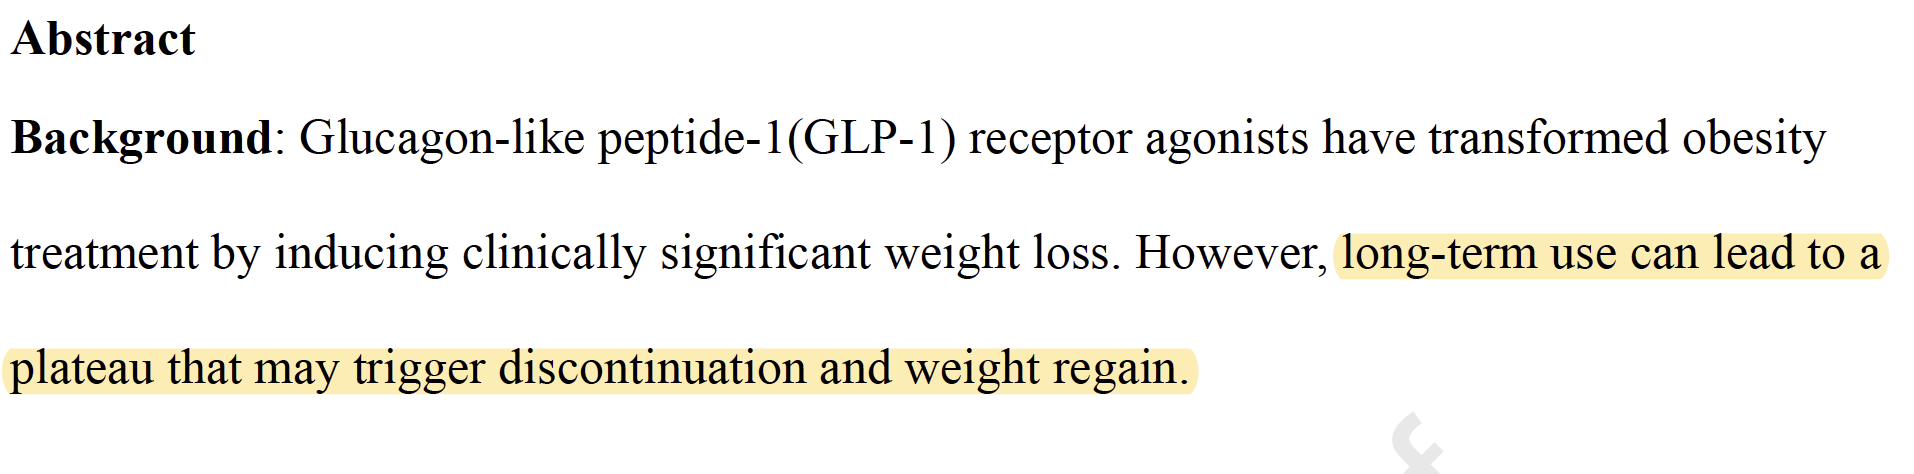 Abstract
Background: Glucagon-like peptide-1(GLP-1) receptor agonists have transformed obesity
treatment by inducing clinically significant weight loss. However, long-term use can lead to a
plateau that may trigger discontinuation and weight regain.
f